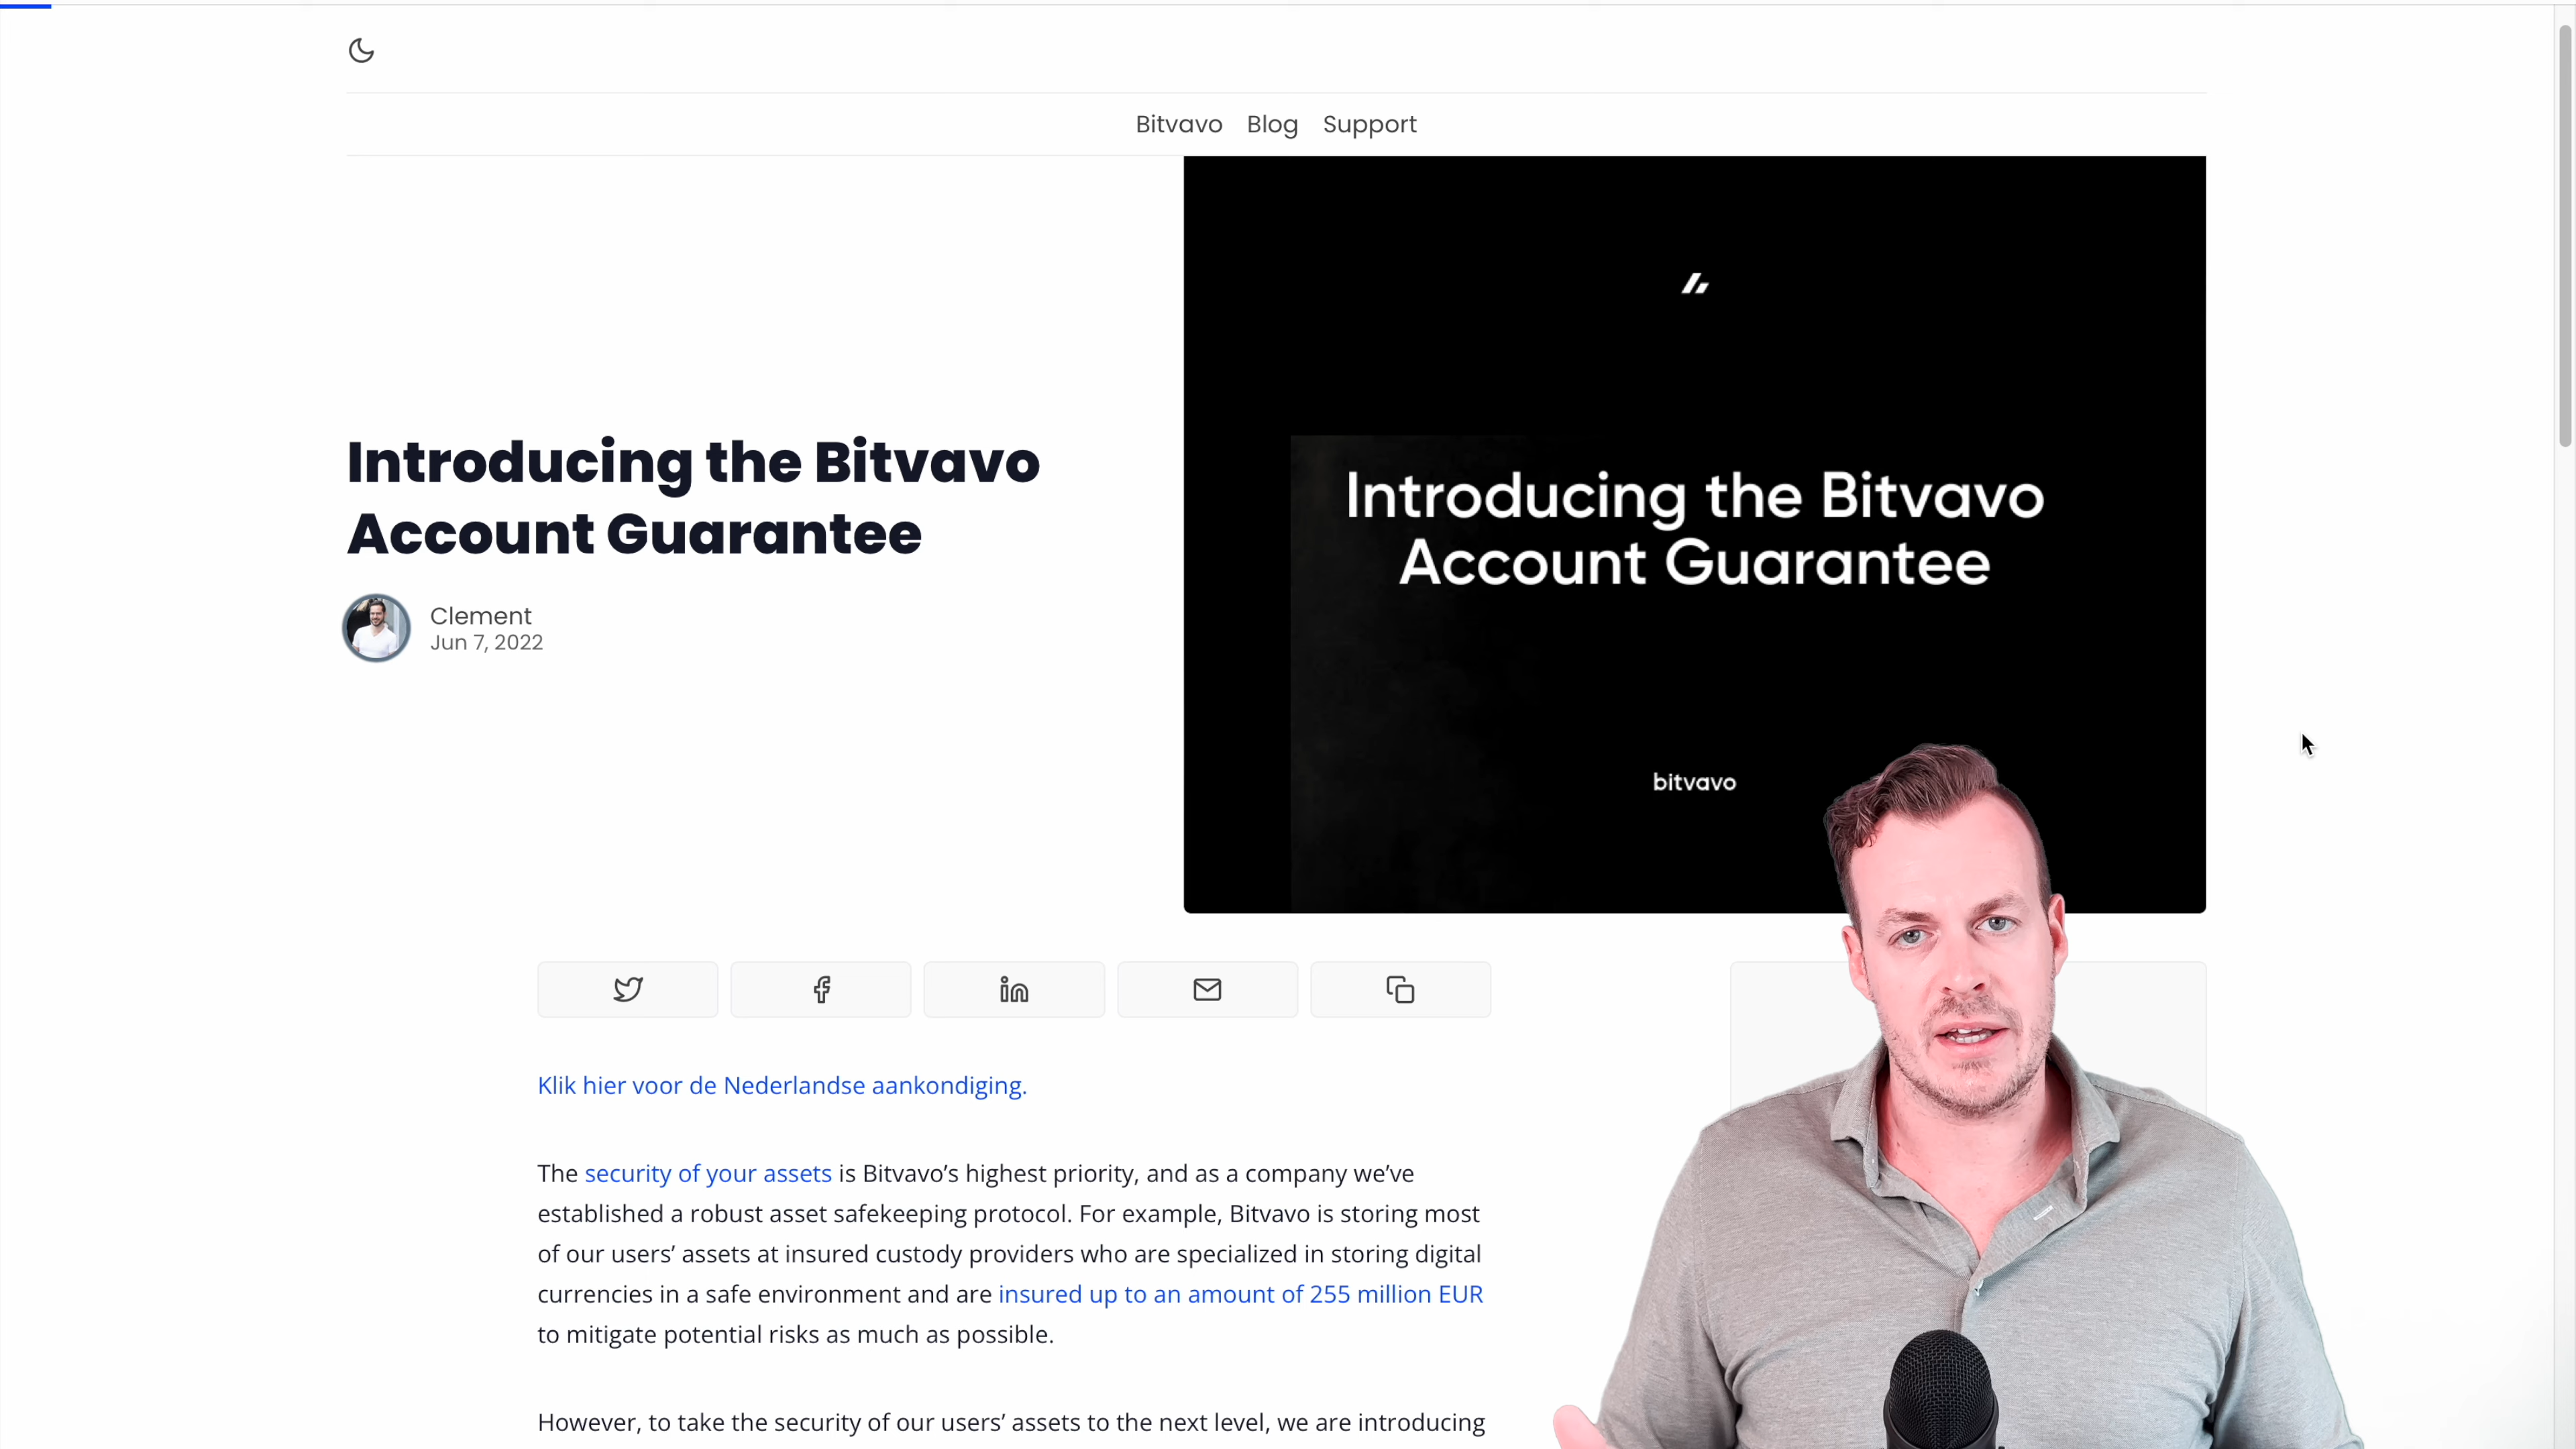 Bitvavo Blog Support
Introducing the Bitvavo
Account Guarantee
Clement
Jun 7, 2022
Introducing the Bitvavo
Account Guarantee
bitvavo
Klik hier voor de Nederlandse aankondiging.
The security of your assets is Bitvavo’s highest priority, and as a company we’ve
established a robust asset safekeeping protocol. For example, Bitvavo is storing most
of our users’ assets at insured custody providers who are specialized in storing digital
currencies in a safe environment and are insured up to an amount of 255 million EUR
to mitigate potential risks as much as possible.
However, to take the security of our users’ assets to the next level, we are introducing